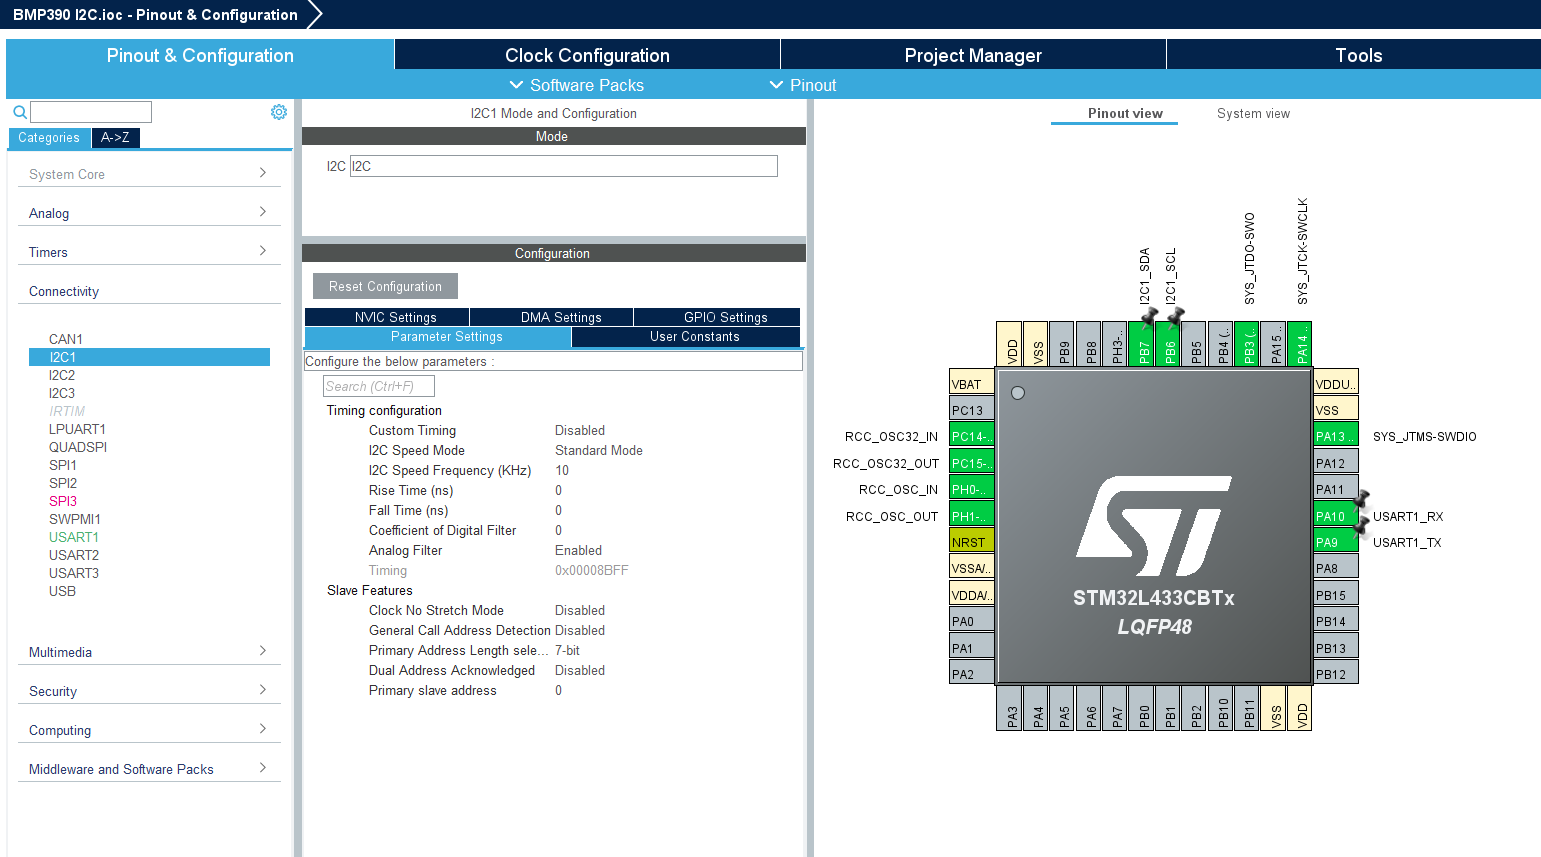 BMP390 I2C.ioc - Pinout & Configuration
Pinout & Configuration
Clock Configuration
Project Manager
Tools
Software Packs
Pinout
Categories
A->Z
System Core
Analog
Timers
Connectivity
CAN1
I2C1
I2C2
I2C3
IRTIM
LPUART1
QUADSPI
SPI1
SPI2
SPI3
SWPMI1
USART1
USART2
USART3
USB
Multimedia
Security
Computing
Middleware and Software Packs
I2C1 Mode and Configuration
Mode
I2C I2C
Configuration
Reset Configuration
NVIC Settings
DMA Settings
GPIO Settings
Parameter Settings
User Constants
Configure the below parameters :
Search (Ctrl+F)
Timing configuration
Custom Timing Disabled
I2C Speed Mode Standard Mode
I2C Speed Frequency (KHz) 10
Rise Time (ns) 0
Fall Time (ns) 0
Coefficient of Digital Filter 0
Analog Filter Enabled
Timing 0x00008BFF
Slave Features
Clock No Stretch Mode Disabled
General Call Address Detection Disabled
Primary Address Length sele... 7-bit
Dual Address Acknowledged Disabled
Primary slave address 0
Pinout view
System view
I2C1_SDA
I2C1_SCL
SYS_JTDO-SWO
SYS_JTCK-SWCLK
VDD
VSS
PB9
PB8
PH3-
PB7
PB6
PB5
PB4 (..
PB3 (..
PA15 ..
PA14 ..
VBAT
PC13
RCC_OSC32_IN PC14-..
RCC_OSC32_OUT PC15-..
RCC_OSC_IN PH0-..
RCC_OSC_OUT PH1-..
NRST
VSSA/..
VDDA/..
PA0
PA1
PA2
ST
STM32L433CBTx
LQFP48
VDDU..
VSS
PA13 .. SYS_JTMS-SWDIO
PA12
PA11
PA10 USART1_RX
PA9 USART1_TX
PA8
PB15
PB14
PB13
PB12
PA3
PA4
PA5
PA6
PA7
PB0
PB1
PB2
PB10
PB11
VSS
VDD